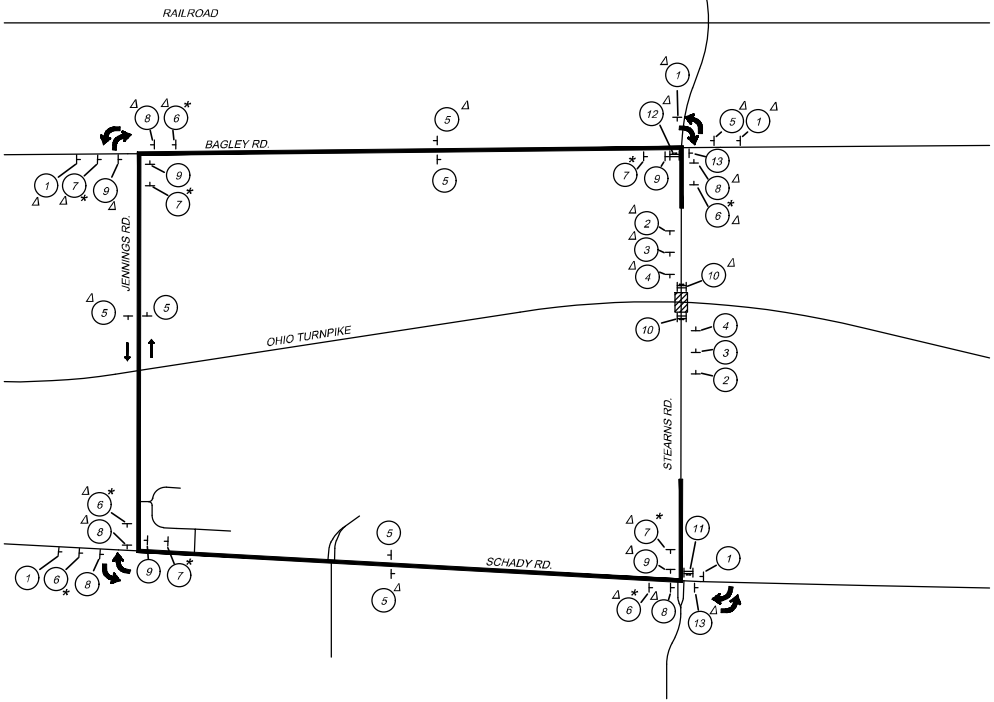 RAILROAD
Δ 1
Δ 8 Δ 6 *
5 Δ
12 Δ
5 Δ 1 Δ
BAGLEY RD.
1 Δ 7 Δ * 9 Δ
9
7 *
5
7 * 9
13
8 Δ
6 * Δ
JENNINGS RD.
Δ 2
Δ 3
Δ 4
10 Δ
Δ 5 5
10
4
3
2
OHIO TURNPIKE
STEARNS RD.
Δ 6 *
Δ 8
1 6 * 8
9 7 *
5
5 Δ
SCHADY RD.
Δ 7 *
Δ 9
11
1
Δ 6 * Δ 8
13 Δ